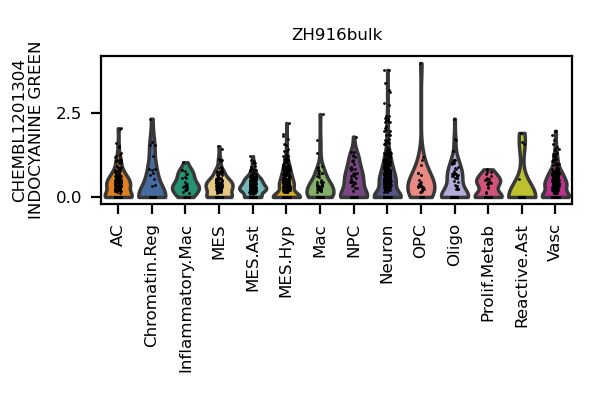 ZH916bulk
CHEMBL1201304
INDOCYANINE GREEN
2.5
0.0
AC
Chromatin.Reg
Inflammatory.Mac
MES
MES.Ast
MES.Hyp
Mac
NPC
Neuron
OPC
Oligo
Prolif.Metab
Reactive.Ast
Vasc